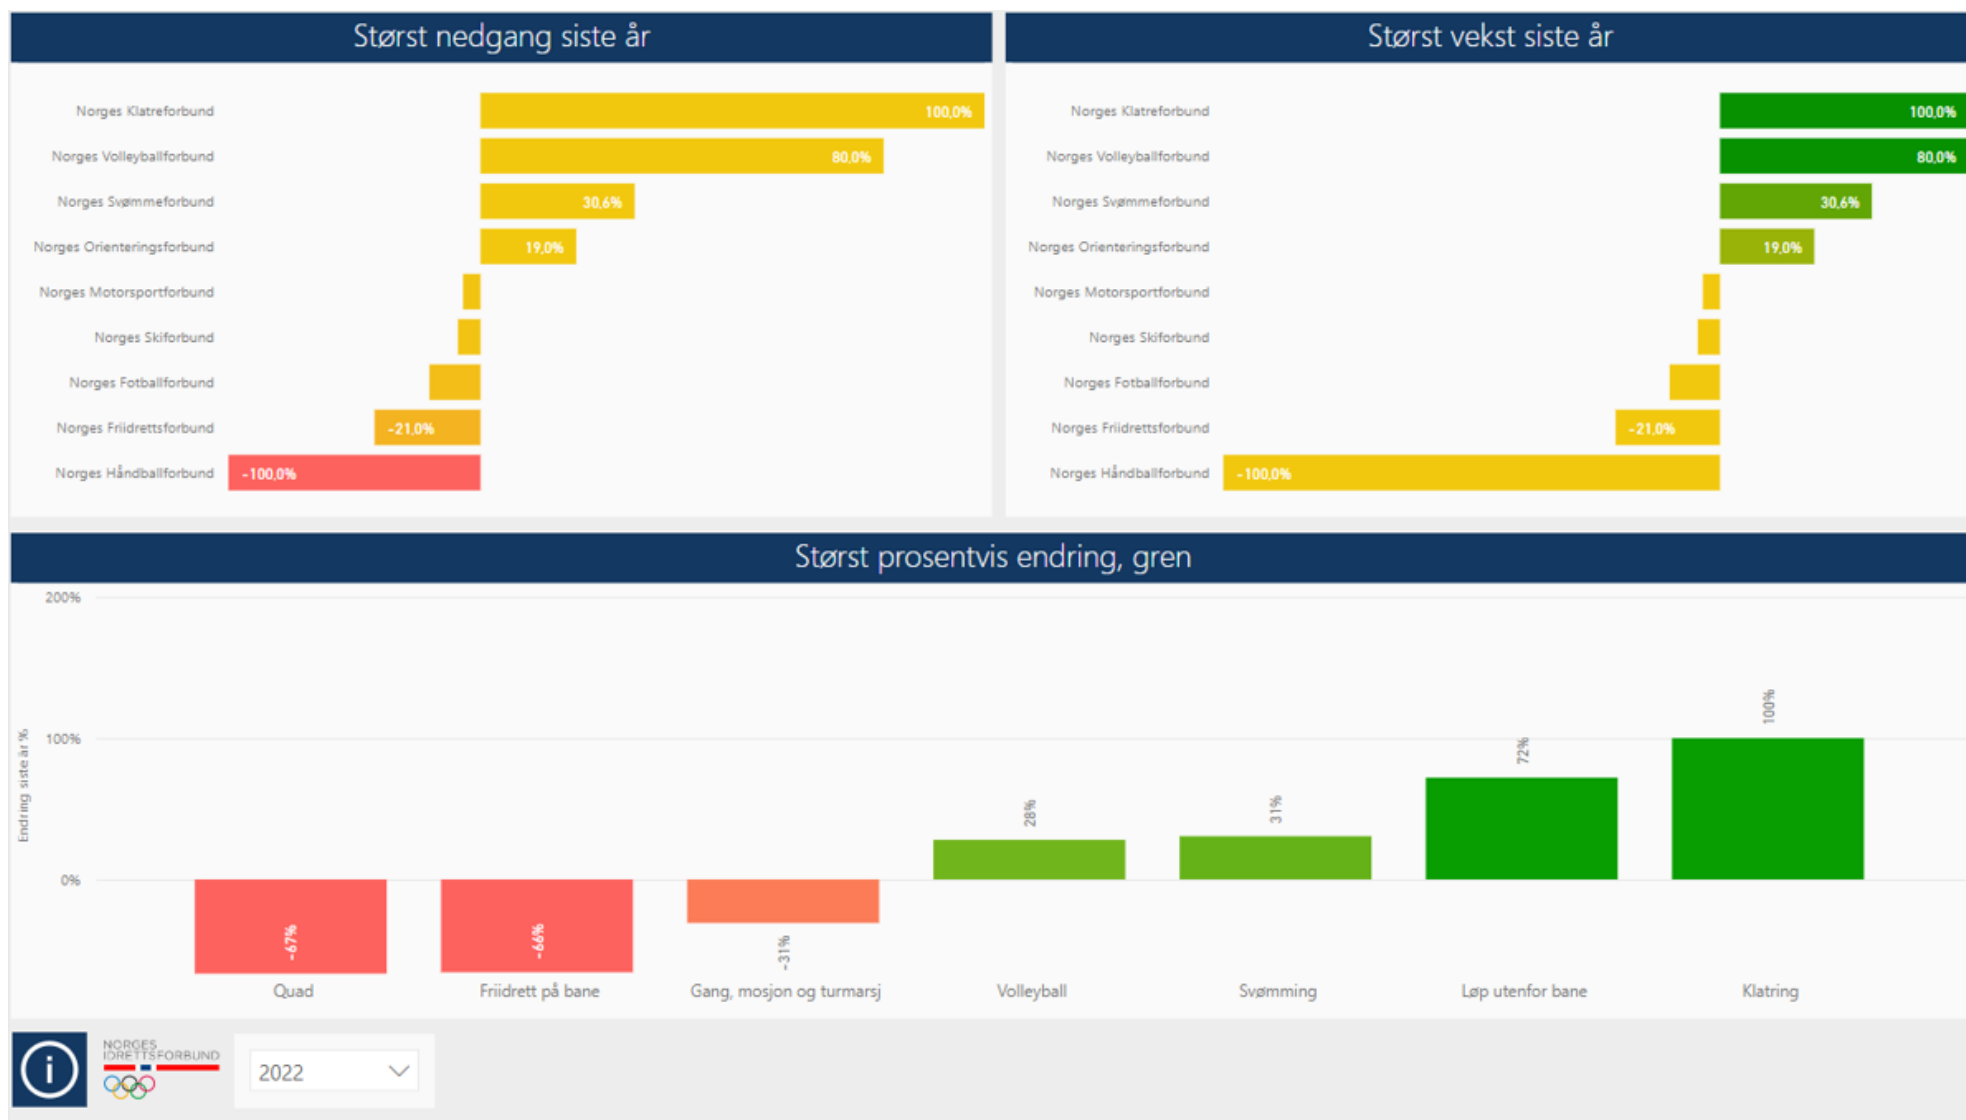 Størst nedgang siste år
Norges Klatreforbund
100,0%
Norges Volleyballforbund
80,0%
Norges Svømmeforbund
30,6%
Norges Orienteringsforbund
19,0%
Norges Motorsportforbund
Norges Skiforbund
Norges Fotballforbund
Norges Friidrettsforbund
-21,0%
Norges Håndballforbund
-100,0%
Størst vekst siste år
Norges Klatreforbund
100,0%
Norges Volleyballforbund
80,0%
Norges Svømmeforbund
30,6%
Norges Orienteringsforbund
19,0%
Norges Motorsportforbund
Norges Skiforbund
Norges Fotballforbund
Norges Friidrettsforbund
-21,0%
Norges Håndballforbund
-100,0%
Størst prosentvis endring, gren
Endring siste år %
200%
100%
0%
-67%
-66%
-31%
28%
31%
72%
100%
Quad
Friidrett på bane
Gang, mosjon og turmarsj
Volleyball
Svømming
Løp utenfor bane
Klatring
i
NORGES
IDRETTSFORBUND
2022